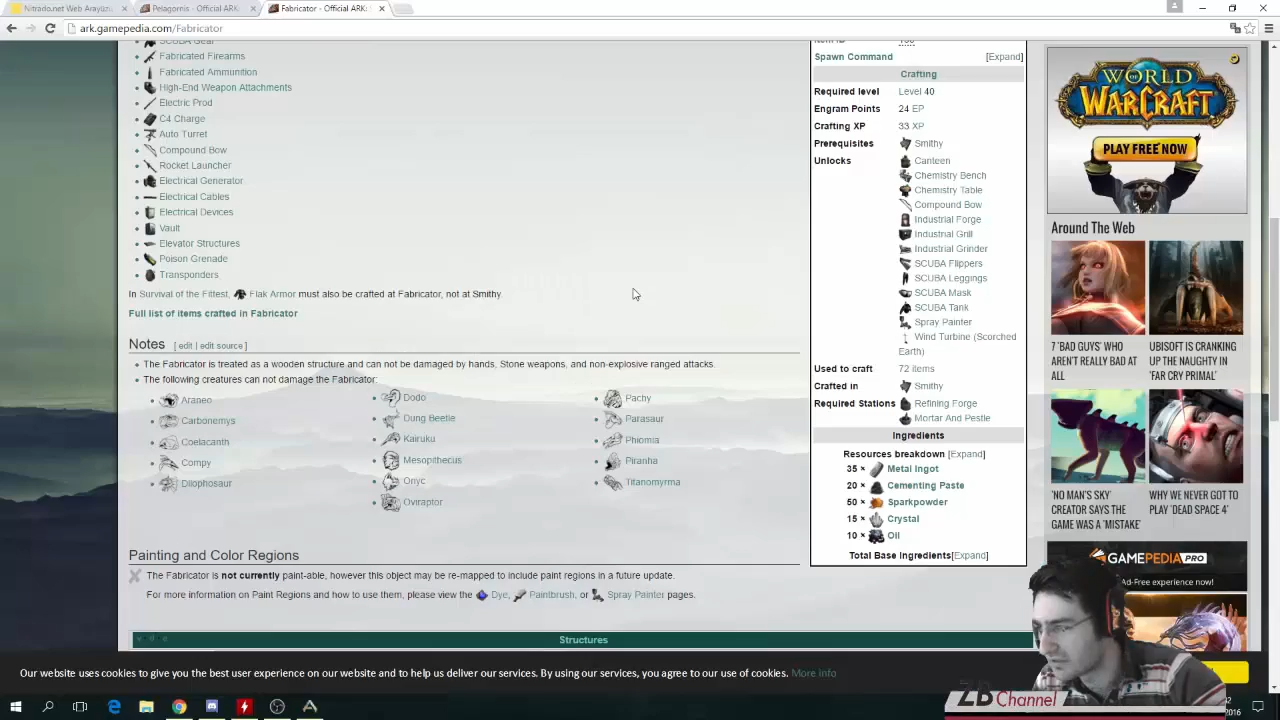 Nitrado.net Web Arayüzü
Pelagornis - Official ARK:
Fabricator - Official ARK:
ark.gamepedia.com/Fabricator
SCUBA Gear
Fabricated Firearms
Fabricated Ammunition
High-End Weapon Attachments
Electric Prod
C4 Charge
Auto Turret
Compound Bow
Rocket Launcher
Electrical Generator
Electrical Cables
Electrical Devices
Vault
Elevator Structures
Poison Grenade
Transponders
In Survival of the Fittest, Flak Armor must also be crafted at Fabricator, not at Smithy.
Full list of items crafted in Fabricator
Notes [ edit | edit source ]
The Fabricator is treated as a wooden structure and can not be damaged by hands, Stone weapons, and non-explosive ranged attacks.
The following creatures can not damage the Fabricator:
Araneo
Carbonemys
Coelacanth
Compy
Dilophosaur
Dodo
Dung Beetle
Kairuku
Mesopithecus
Onyc
Oviraptor
Pachy
Parasaur
Phiomia
Piranha
Titanomyrma
Painting and Color Regions
The Fabricator is not currently paint-able, however this object may be re-mapped to include paint regions in a future update.
For more information on Paint Regions and how to use them, please view the Dye, Paintbrush, or Spray Painter pages.
v • d • e
Structures
Spawn Command [Expand]
Crafting
Required level Level 40
Engram Points 24 EP
Crafting XP 33 XP
Prerequisites Smithy
Unlocks Canteen
Chemistry Bench
Chemistry Table
Compound Bow
Industrial Forge
Industrial Grill
Industrial Grinder
SCUBA Flippers
SCUBA Leggings
SCUBA Mask
SCUBA Tank
Spray Painter
Wind Turbine (Scorched
Earth)
Used to craft 72 items
Crafted in Smithy
Required Stations Refining Forge
Mortar And Pestle
Ingredients
Resources breakdown [Expand]
35 × Metal Ingot
20 × Cementing Paste
50 × Sparkpowder
15 × Crystal
10 × Oil
Total Base Ingredients[Expand]
WORLD
OF
WARCRAFT
PLAY FREE NOW
Around The Web
7 'BAD GUYS' WHO
AREN'T REALLY BAD AT
ALL
UBISOFT IS CRANKING
UP THE NAUGHTY IN
'FAR CRY PRIMAL'
'NO MAN'S SKY'
CREATOR SAYS THE
GAME WAS A 'MISTAKE'
WHY WE NEVER GOT TO
PLAY 'DEAD SPACE 4'
GAMEPEDIA PRO
Ad-Free experience now!
Our website uses cookies to give you the best user experience on our website and to help us deliver our services. By using our services, you agree to our use of cookies. More info
ZB Channel
2016